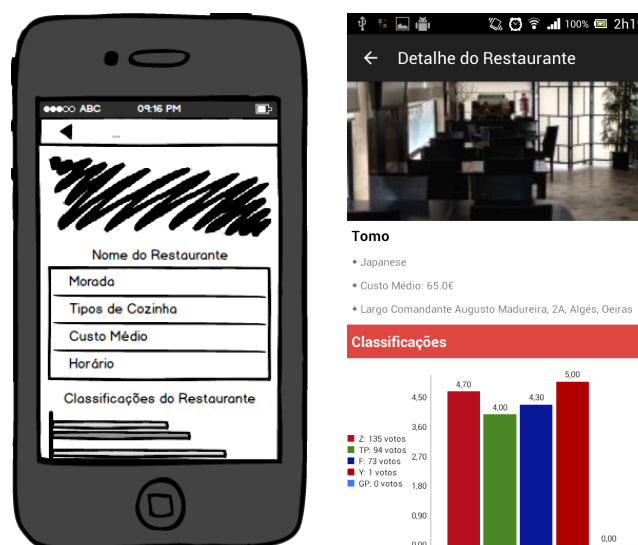 ABC 09:16 PM
...
Nome do Restaurante
Morada
Tipos de Cozinha
Custo Médio
Horário
Classificações do Restaurante
100% 2h1
Detalhe do Restaurante
Tomo
Japanese
Custo Médio: 65.0€
Largo Comandante Augusto Madureira, 2A, Algés, Oeiras
Classificações
4,50
3,60
2,70
1,80
0,90
0,00
Z: 135 votos
TP: 94 votos
F: 73 votos
Y: 1 votos
GP: 0 votos
4,70
4,00
4,30
5,00
0,00